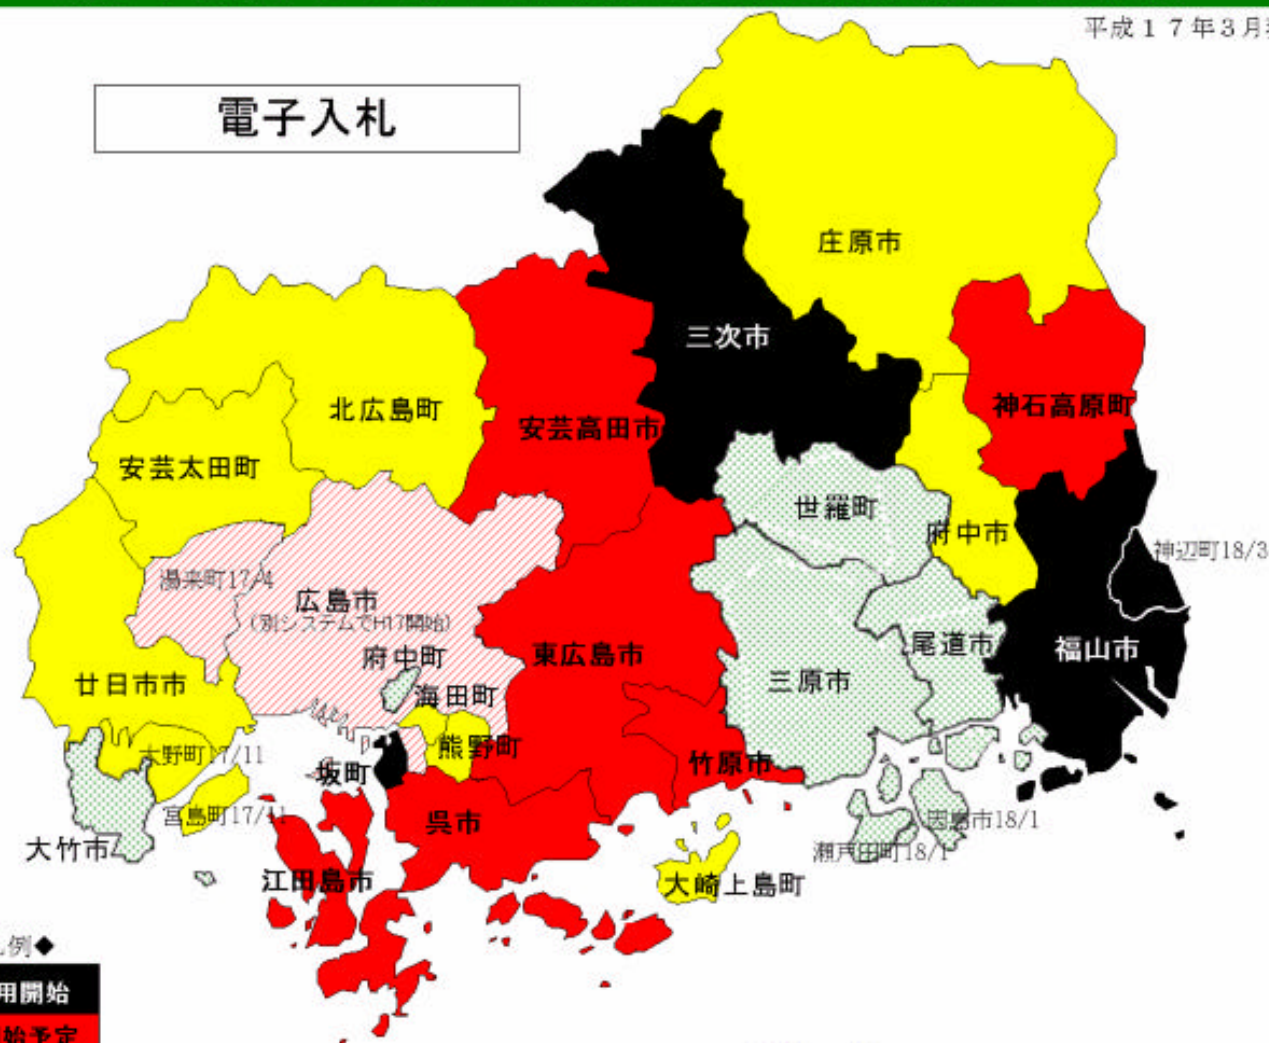 平成１７年３月
電子入札
庄原市
三次市
北広島町
安芸高田市
神石高原町
安芸太田町
世羅町
府中市
神辺町18/3
湯来町17/4
広島市
(別システムでH17開始)
府中町
東広島市
尾道市
福山市
廿日市市
海田町
三原市
大野町17/11
熊野町
坂町
竹原市
宮島町17/11
呉市
因島市18/1
大竹市
瀬戸田町18/1
江田島市
大崎上島町
例◆
用開始
始予定